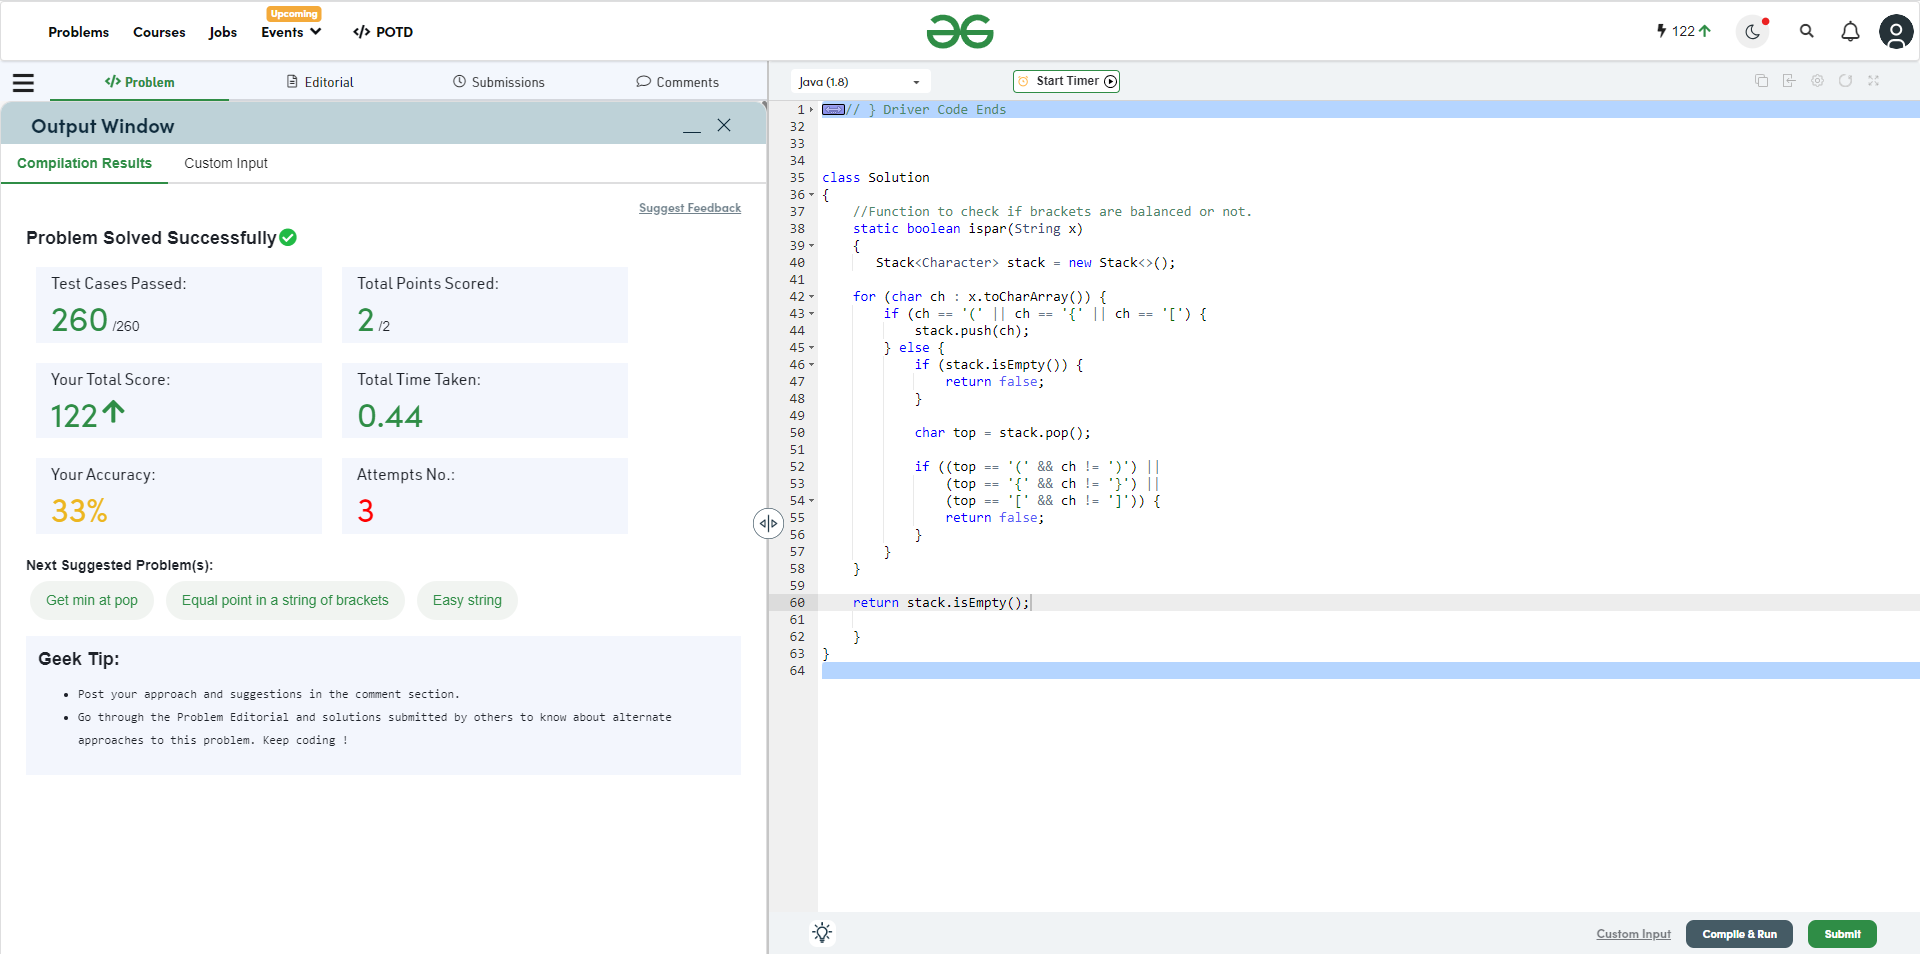 Problems Courses Jobs Upcoming Events POTD
122
Problem Editorial Submissions Comments
Output Window
Compilation Results Custom Input
Suggest Feedback
Problem Solved Successfully
Test Cases Passed:
260 /260
Total Points Scored:
2 /2
Your Total Score:
122
Total Time Taken:
0.44
Your Accuracy:
33%
Attempts No.:
3
Next Suggested Problem(s):
Get min at pop Equal point in a string of brackets Easy string
Geek Tip:
Post your approach and suggestions in the comment section.
Go through the Problem Editorial and solutions submitted by others to know about alternate
approaches to this problem. Keep coding !
Java (1.8) Start Timer
1 // } Driver Code Ends
32
33
34
35 class Solution
36 {
37 //Function to check if brackets are balanced or not.
38 static boolean ispar(String x)
39 {
40 Stack<Character> stack = new Stack<>();
41
42 for (char ch : x.toCharArray()) {
43 if (ch == '(' || ch == '{' || ch == '[') {
44 stack.push(ch);
45 } else {
46 if (stack.isEmpty()) {
47 return false;
48 }
49
50 char top = stack.pop();
51
52 if ((top == '(' && ch != ')') ||
53 (top == '{' && ch != '}') ||
54 (top == '[' && ch != ']')) {
55 return false;
56 }
57 }
58 }
59
60 return stack.isEmpty();
61
62 }
63 }
64
Custom Input Compile & Run Submit